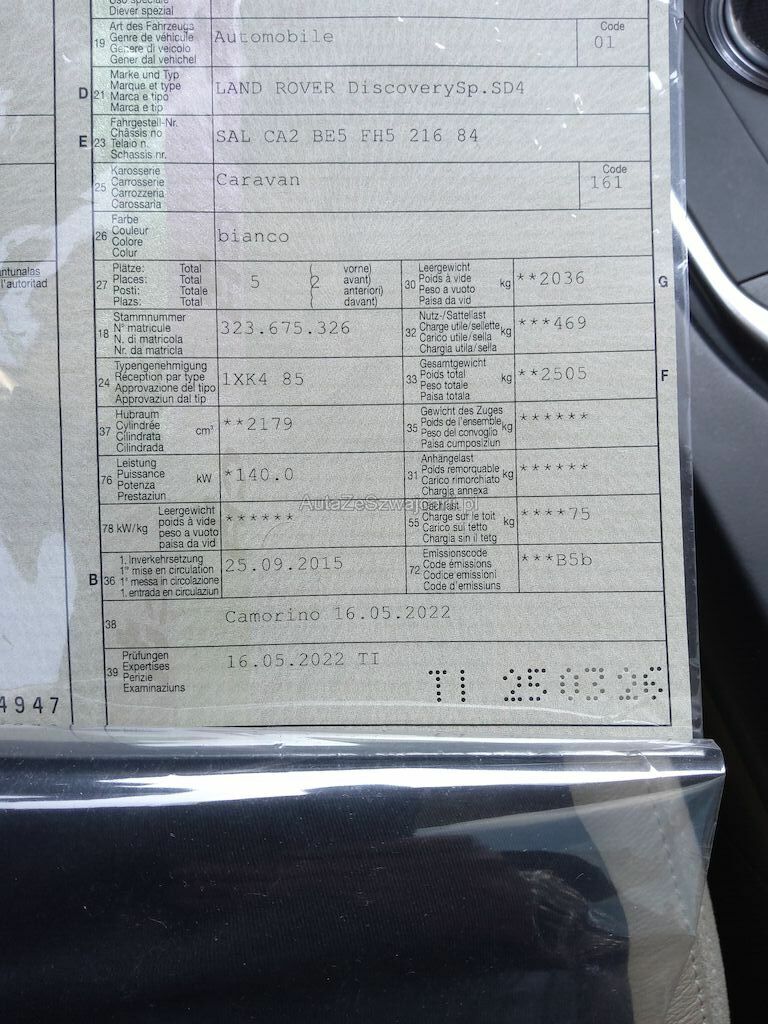 Diever spezial
19 Art des Fahrzeugs
Genre de véhicule
Genere di veicolo
Gener dal vehichel
Automobile
Code
01
D 21 Marke und Typ
Marque et type
Marca e tipo
Marca e tip
LAND ROVER DiscoverySp.SD4
E 23 Fahrgestell-Nr.
Châssis no
Telaio n.
Schassis nr.
SAL CA2 BE5 FH5 216 84
25 Karosserie
Carrosserie
Carrozzeria
Carossaria
Caravan
Code
161
26 Farbe
Couleur
Colore
Colur
bianco
27 Plätze: Total
Places: Total
Posti: Totale
Plazs: Total
5 2
vorne)
avant)
anteriori)
davant)
30 Leergewicht
Poids à vide
Peso a vuoto
Paisa da vid
kg **2036
G
18 Stammnummer
N° matricule
N. di matricola
Nr. da matricla
323.675.326
32 Nutz-/Sattellast
Charge utile/sellette
Carico utile/sella
Chargia utila/sella
kg ***469
24 Typengenehmigung
Réception par type
Approvazione del tipo
Approvaziun dal tip
1XK4 85
33 Gesamtgewicht
Poids total
Peso totale
Paisa totala
kg **2505
F
37 Hubraum
Cylindrée
Cilindrata
Cilindrada
cm³ **2179
35 Gewicht des Zuges
Poids de l'ensemble
Peso del convoglio
Paisa cumposiziun
kg ******
76 Leistung
Puissance
Potenza
Prestaziun
kW *140.0
31 Anhängelast
Poids remorquable
Carico rimorchiato
Chargia annexa
kg ******
AutaZeSzwajcarii.pl
78 kW/kg Leergewicht
poids à vide
peso a vuoto
paisa da vid
******
55 Dachlast
Charge sur le toit
Carico sul tetto
Chargia sin il tetg
kg ****75
B 36 1. Inverkehrsetzung
1re mise en circulation
1a messa in circolazione
1. entrada en circulaziun
25.09.2015
72 Emissionscode
Code émissions
Codice emissioni
Code d'emissiuns
***B5b
38 Camorino 16.05.2022
39 Prüfungen
Expertises
Perizie
Examinaziuns
16.05.2022 TI
TI 25
antunalas
l'autoritad
4947